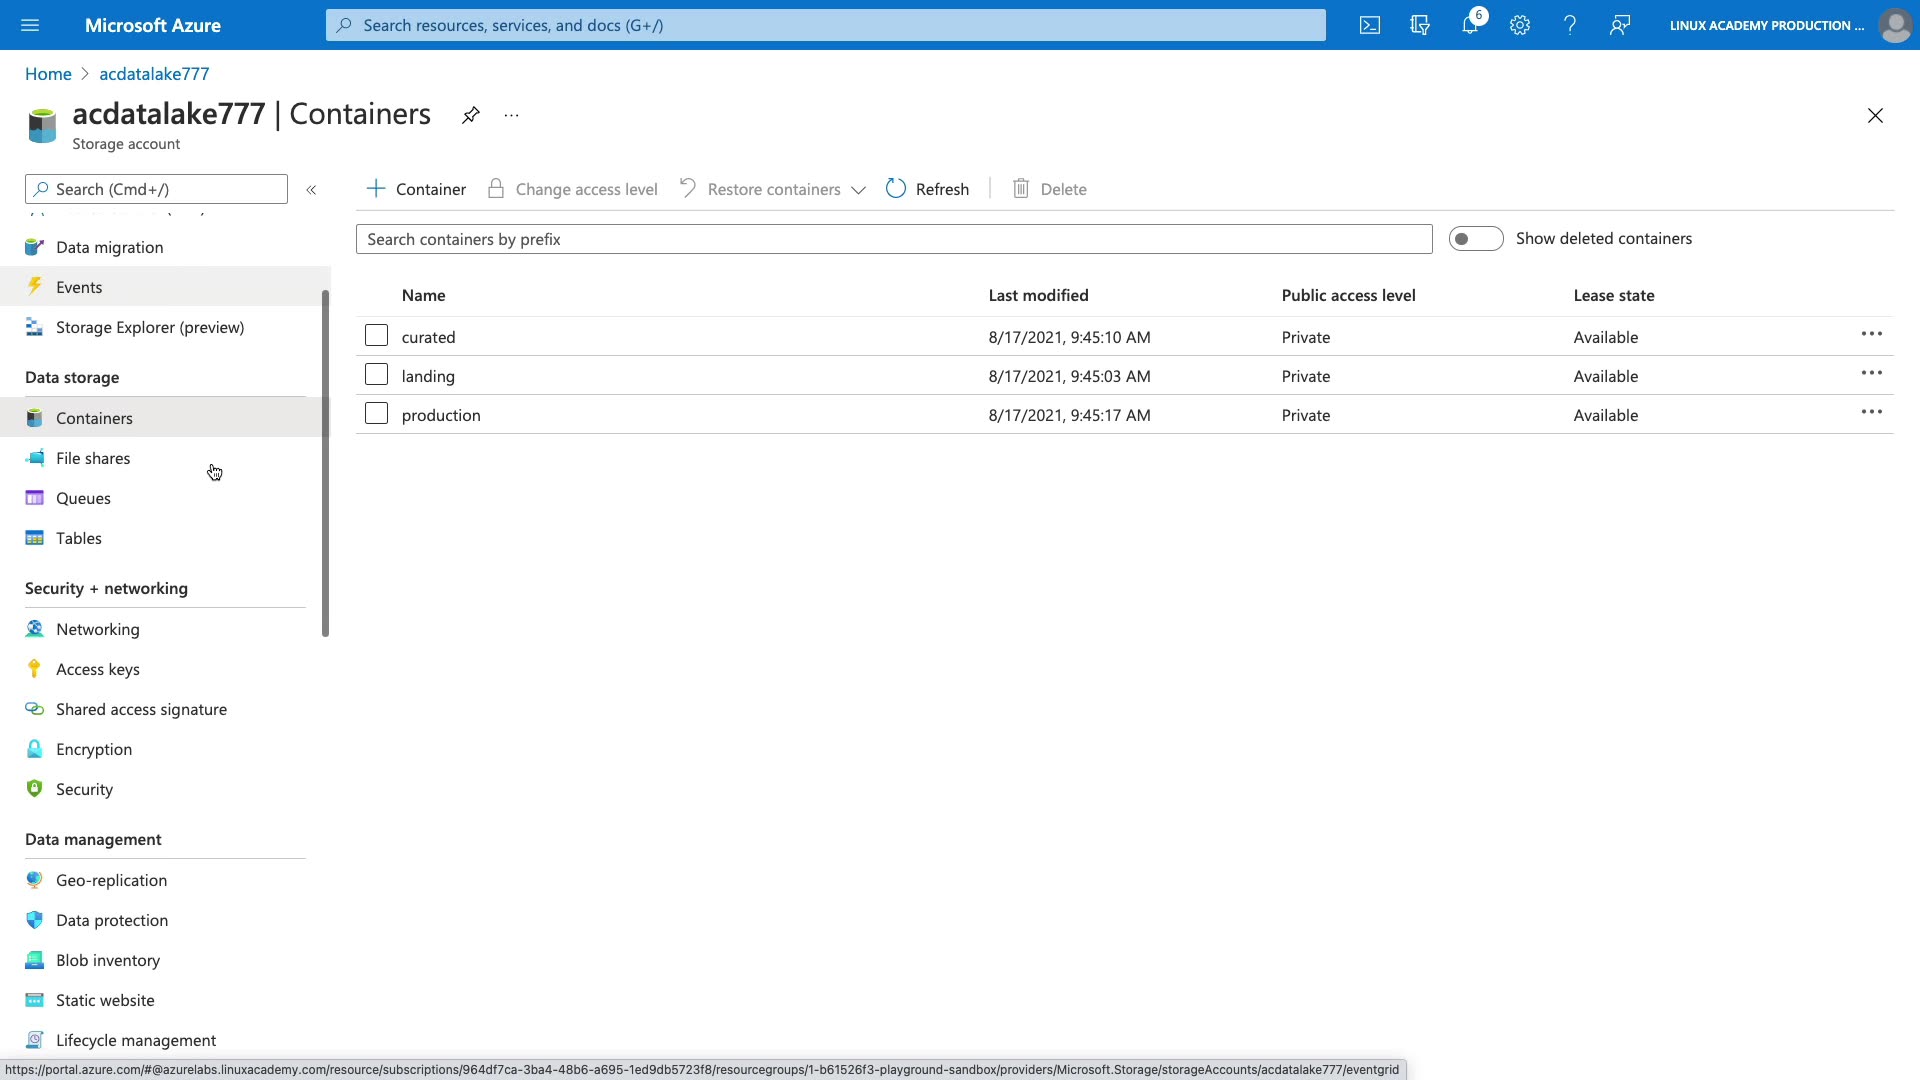 Microsoft Azure
Search resources, services, and docs (G+/)
6
LINUX ACADEMY PRODUCTION ...
Home > acdatalake777
acdatalake777 | Containers
...
Storage account
Search (Cmd+/)
«
Container
Change access level
Restore containers
Refresh
Delete
Search containers by prefix
Show deleted containers
Data migration
Events
Storage Explorer (preview)
Data storage
Containers
File shares
Queues
Tables
Security + networking
Networking
Access keys
Shared access signature
Encryption
Security
Data management
Geo-replication
Data protection
Blob inventory
Static website
Lifecycle management
Name Last modified Public access level Lease state
curated 8/17/2021, 9:45:10 AM Private Available ...
landing 8/17/2021, 9:45:03 AM Private Available ...
production 8/17/2021, 9:45:17 AM Private Available ...
https://portal.azure.com/#@azurelabs.linuxacademy.com/resource/subscriptions/964df7ca-3ba4-48b6-a695-1ed9db5723f8/resourcegroups/1-b61526f3-playground-sandbox/providers/Microsoft.Storage/storageAccounts/acdatalake777/eventgrid